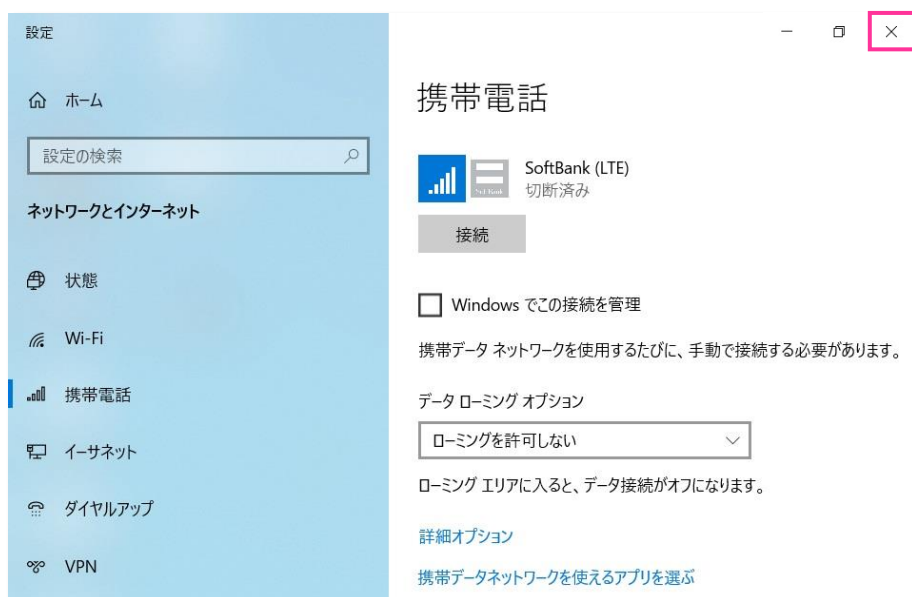 設定
ホーム
設定の検索
ネットワークとインターネット
状態
Wi-Fi
携帯電話
イーサネット
ダイヤルアップ
VPN
携帯電話
SoftBank (LTE)
切断済み
接続
Windows でこの接続を管理
携帯データ ネットワークを使用するたびに、手動で接続する必要があります。
データ ローミング オプション
ローミングを許可しない
ローミング エリアに入ると、データ接続がオフになります。
詳細オプション
携帯データネットワークを使えるアプリを選ぶ